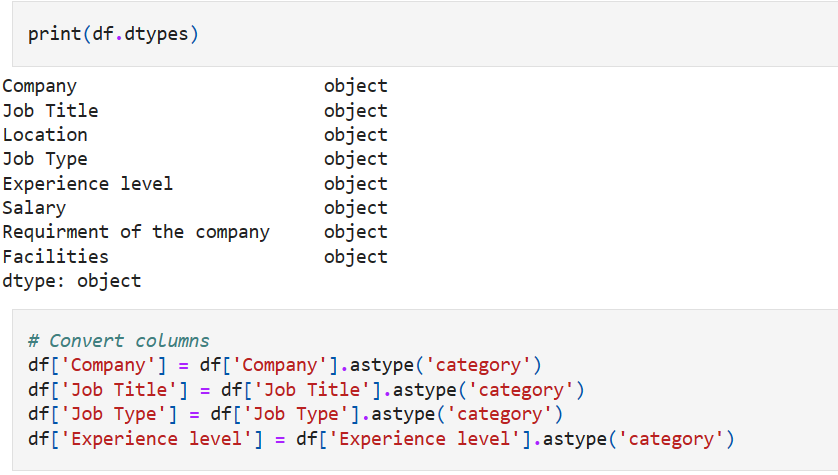 print(df.dtypes)
Company object
Job Title object
Location object
Job Type object
Experience level object
Salary object
Requirment of the company object
Facilities object
dtype: object
# Convert columns
df['Company'] = df['Company'].astype('category')
df['Job Title'] = df['Job Title'].astype('category')
df['Job Type'] = df['Job Type'].astype('category')
df['Experience level'] = df['Experience level'].astype('category')